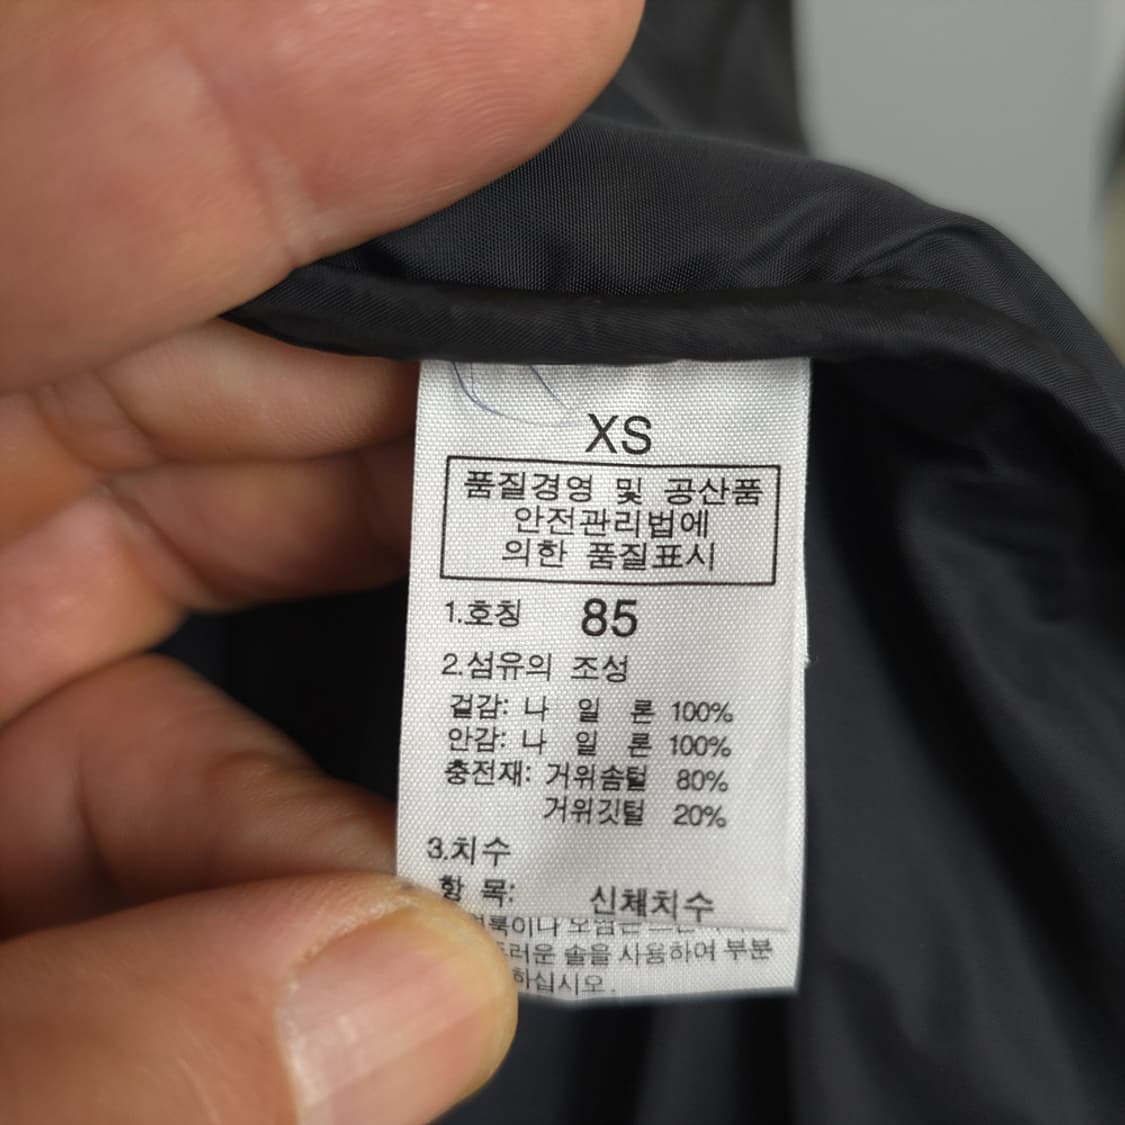 XS
품질경영 및 공산품
안전관리법에
의한 품질표시
1.호칭 85
2.섬유의 조성
겉감: 나 일 론 100%
안감: 나 일 론 100%
충전재: 거위솜털 80%
거위깃털 20%
3.치수
항 목: 신체치수
솔을 사용하여 부분
하십시오.